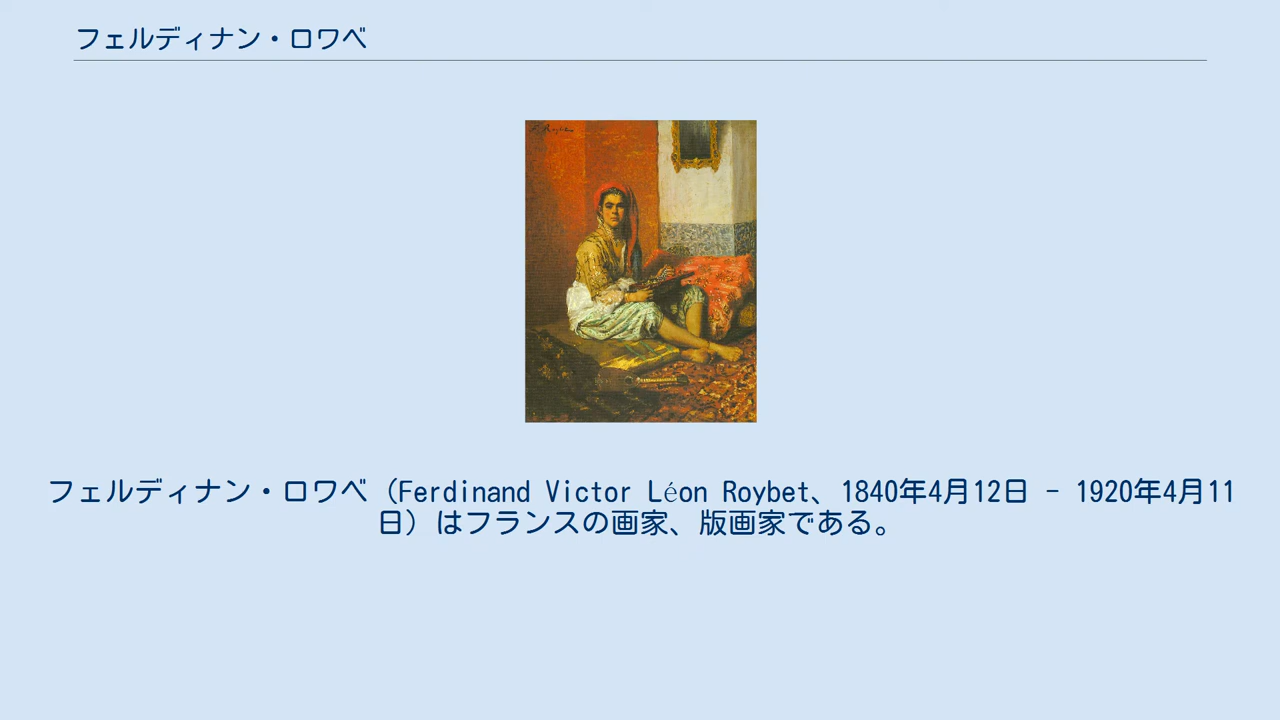 フェルディナン・ロワベ
フェルディナン・ロワベ（Ferdinand Victor Léon Roybet、1840年4月12日 - 1920年4月11
日）はフランスの画家、版画家である。